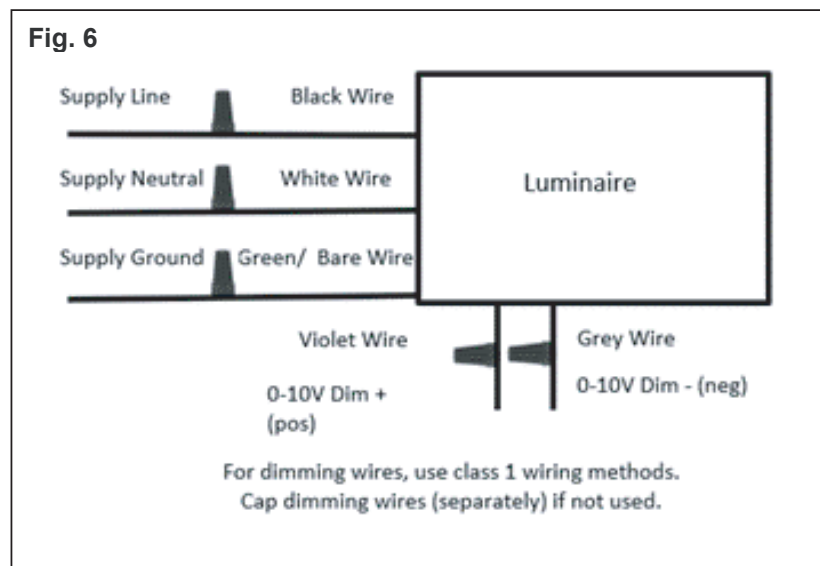 Fig. 6
Supply Line Black Wire
Supply Neutral White Wire
Luminaire
Supply Ground Green/ Bare Wire
Violet Wire
0-10V Dim +
(pos)
Grey Wire
0-10V Dim - (neg)
For dimming wires, use class 1 wiring methods.
Cap dimming wires (separately) if not used.